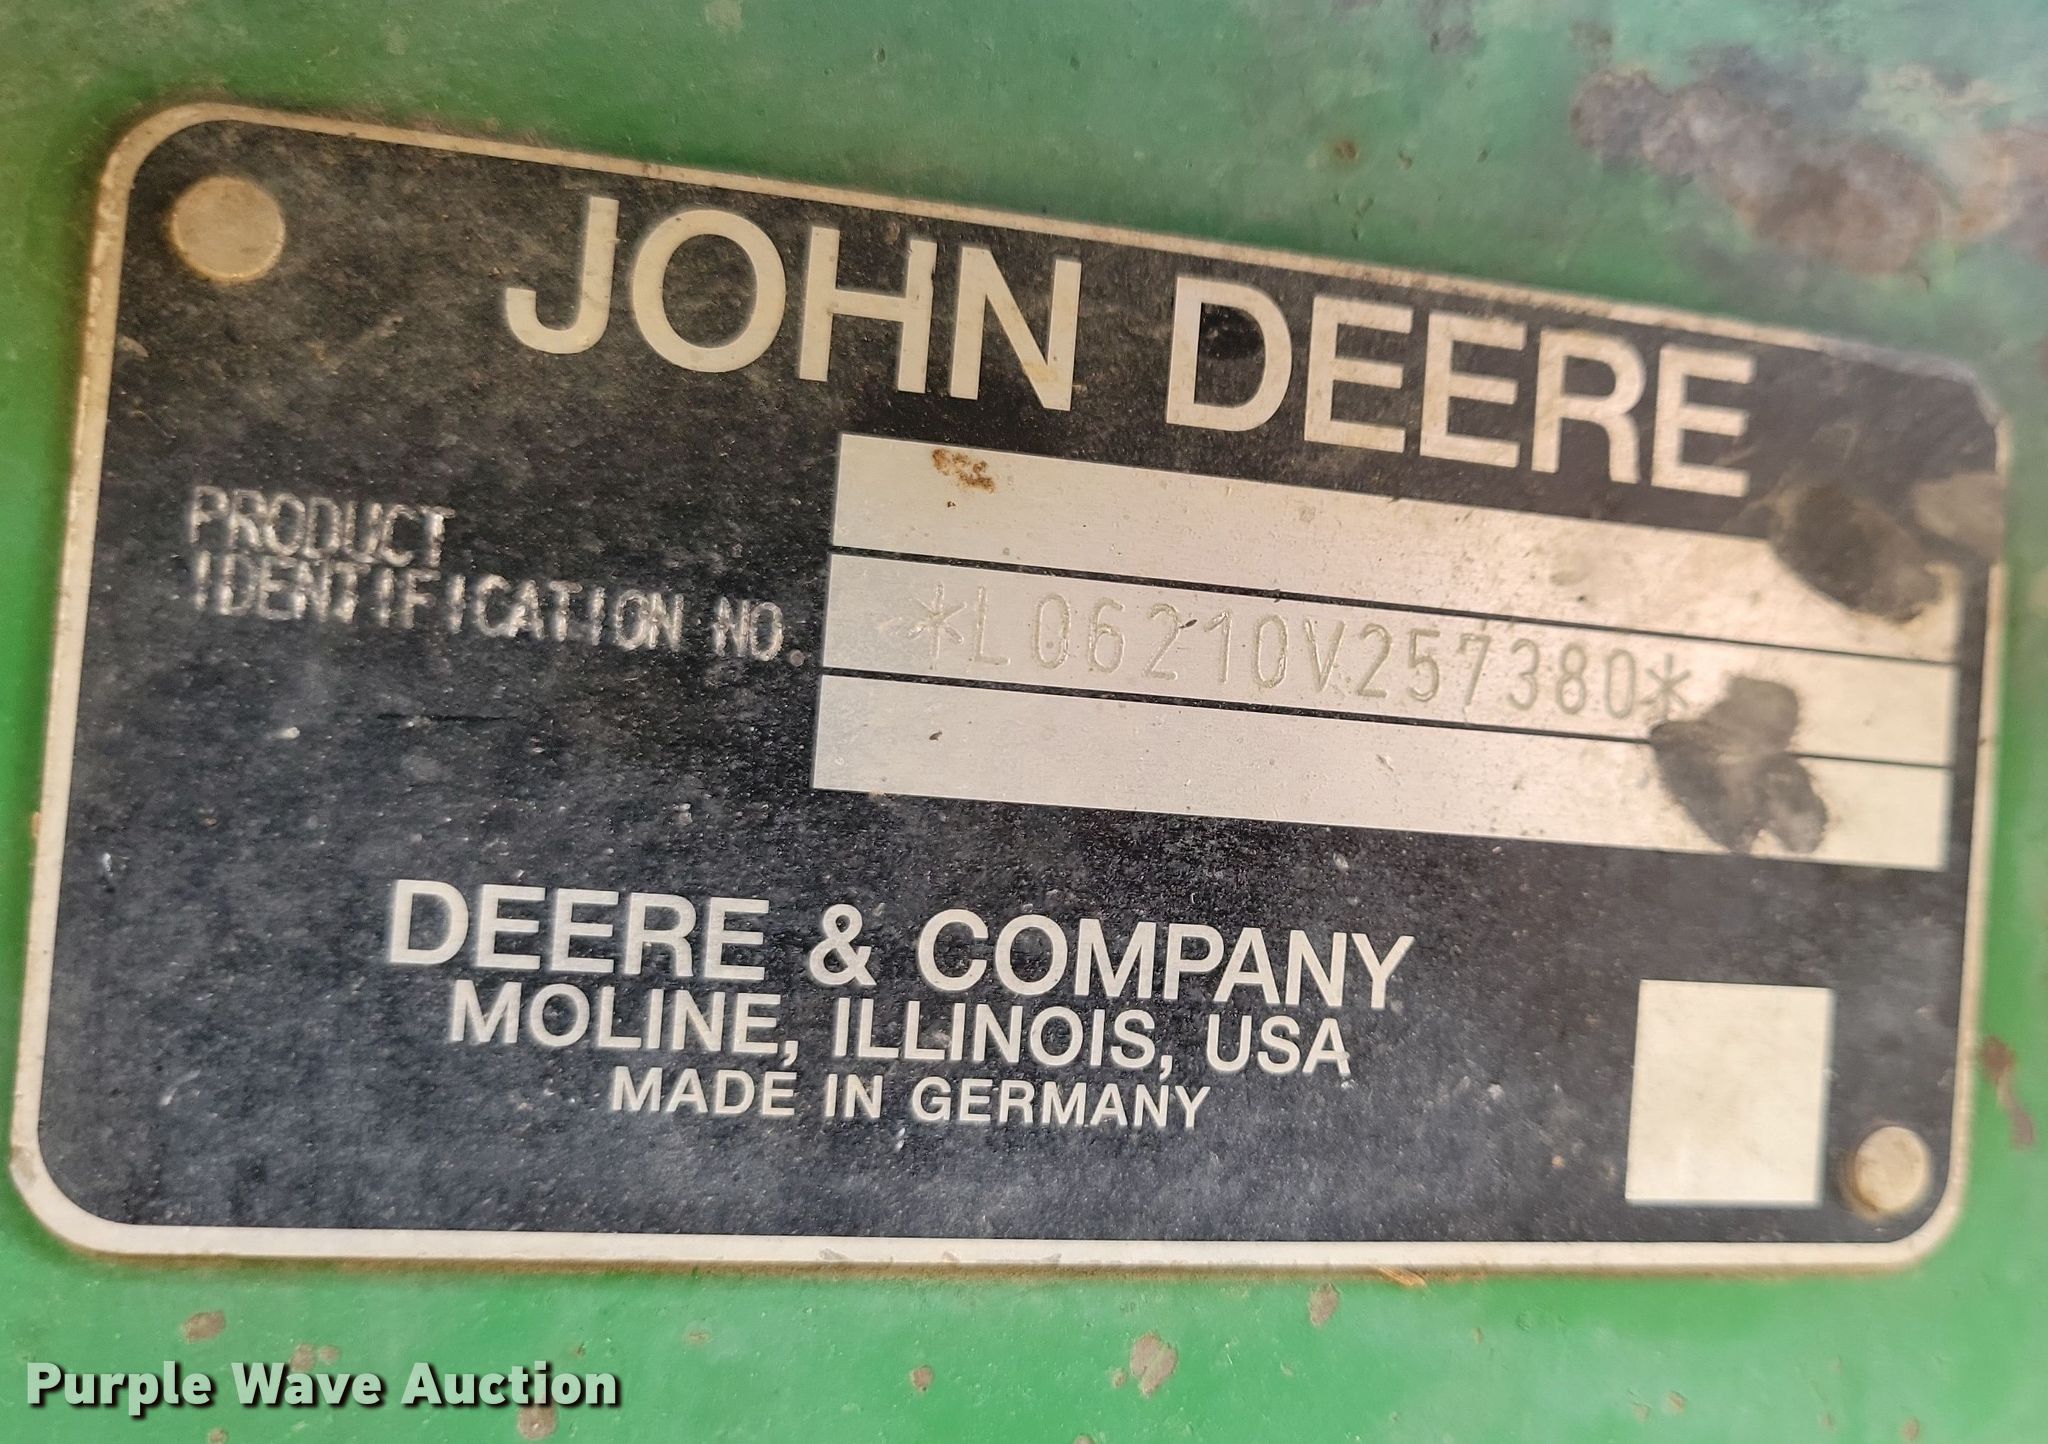 JOHN DEERE
PRODUCT
IDENTIFICATION NO.
*L06210V257380*
DEERE & COMPANY
MOLINE, ILLINOIS, USA
MADE IN GERMANY
Purple Wave Auction